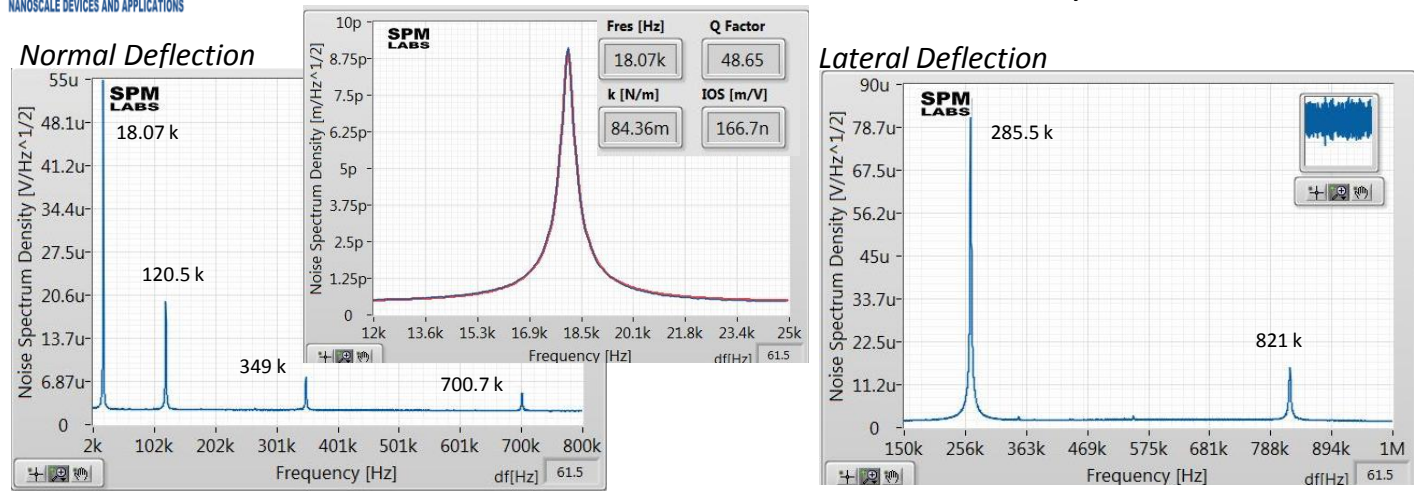 NANOSCALE DEVICES AND APPLICATIONS
Normal Deflection
55u
48.1u
41.2u
34.4u
27.5u
20.6u
13.7u
6.87u
0
Noise Spectrum Density [V/Hz^1/2]
SPM
LABS
18.07 k
120.5 k
349 k
700.7 k
2k 102k 202k 301k 401k 501k 601k 700k 800k
Frequency [Hz]
df[Hz] 61.5
10p
8.75p
7.5p
6.25p
5p
3.75p
2.5p
1.25p
0
Noise Spectrum Density [m/Hz^1/2]
SPM
LABS
Fres [Hz] Q Factor
18.07k 48.65
k [N/m] IOS [m/V]
84.36m 166.7n
12k 13.6k 15.3k 16.9k 18.5k 20.1k 21.8k 23.4k 25k
Frequency [Hz]
df[Hz] 61.5
Lateral Deflection
90u
78.7u
67.5u
56.2u
45u
33.7u
22.5u
11.2u
0
Noise Spectrum Density [V/Hz^1/2]
SPM
LABS
285.5 k
821 k
150k 256k 363k 469k 575k 681k 788k 894k 1M
Frequency [Hz]
df[Hz] 61.5